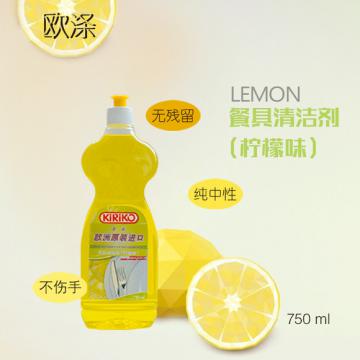 欧涤
LEMON
餐具清洁剂
(柠檬味)
无残留
纯中性
KIRIKO
欧洲原装进口
不伤手
750 ml